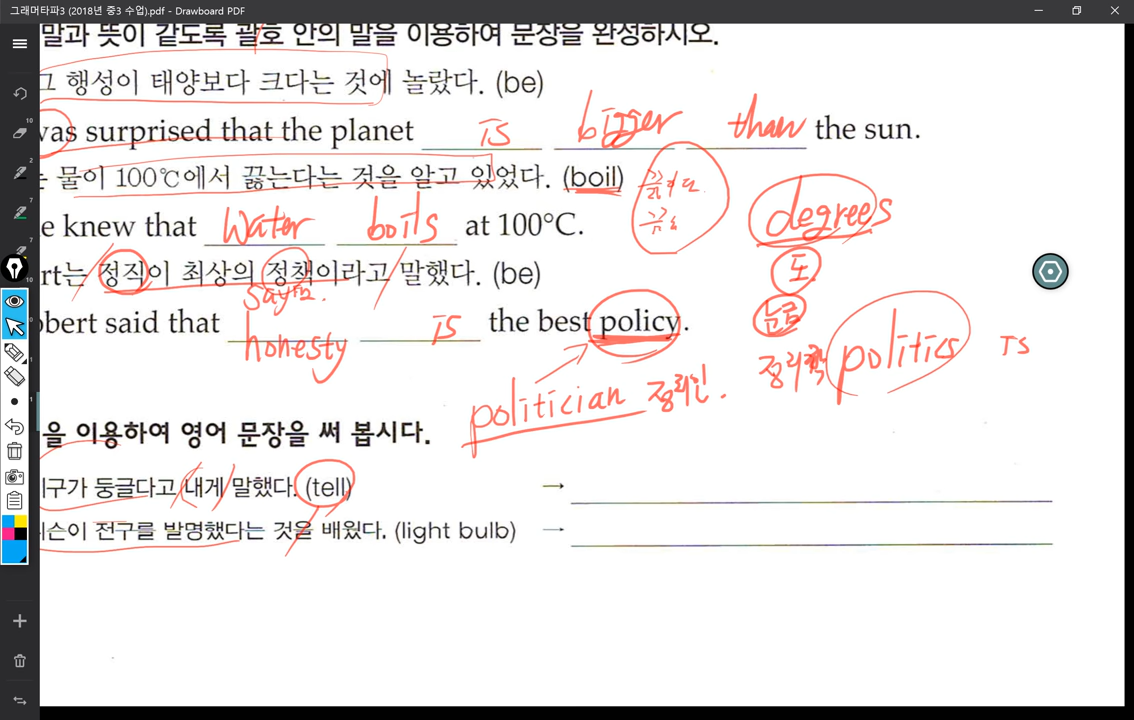 그래머타파3 (2018년 중3 수업).pdf - Drawboard PDF
말과 뜻이 같도록 괄호 안의 말을 이용하여 문장을 완성하시오.
그 행성이 태양보다 크다는 것에 놀랐다. (be)
was surprised that the planet is bigger than the sun.
는 물이 100℃에서 끓는다는 것을 알고 있었다. (boil)
degrees
e knew that water boils at 100°C.
도
rt는 정직이 최상의 정책이라고 말했다. (be)
obert said that honesty is the best policy.
눈금
정치학 politics is
politician 정치인.
을 이용하여 영어 문장을 써 봅시다.
구가 둥글다고 내게 말했다. (tell) →
슨이 전구를 발명했다는 것을 배웠다. (light bulb) →